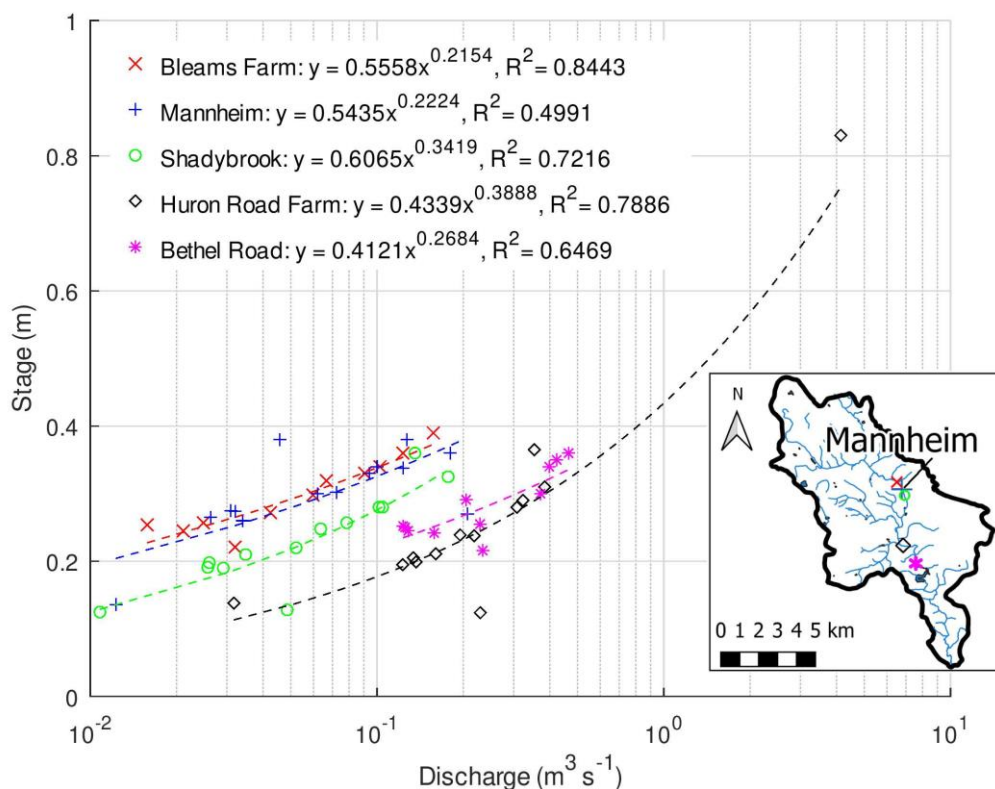 1
Bleams Farm: y = 0.5558x^0.2154, R^2 = 0.8443
Mannheim: y = 0.5435x^0.2224, R^2 = 0.4991
0.8
Shadybrook: y = 0.6065x^0.3419, R^2 = 0.7216
Huron Road Farm: y = 0.4339x^0.3888, R^2 = 0.7886
Bethel Road: y = 0.4121x^0.2684, R^2 = 0.6469
0.6
Stage (m)
0.4
N
Mannheim
0.2
0 1 2 3 4 5 km
0
10^-2 10^-1 10^0 10^1
Discharge (m^3 s^-1)